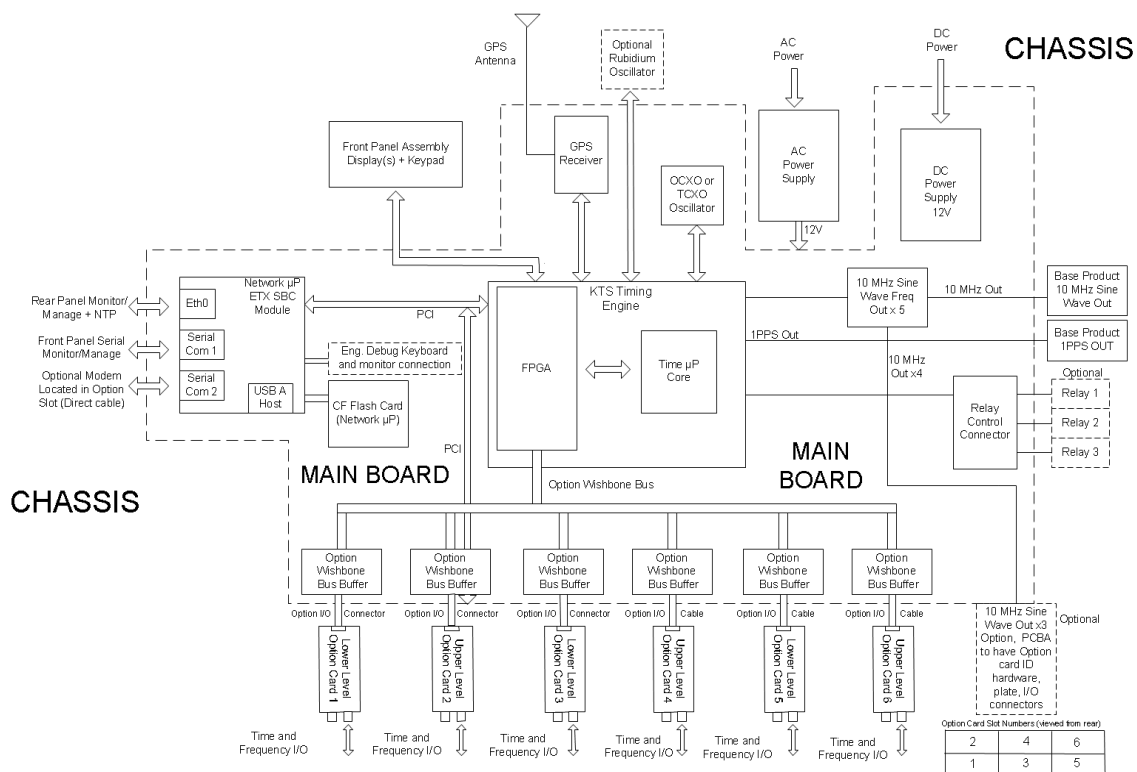 GPS
Antenna
Optional
Rubidium
Oscillator
AC
Power
DC
Power
CHASSIS
Front Panel Assembly
Display(s) + Keypad
GPS
Receiver
OCXO or
TCXO
Oscillator
AC
Power
Supply
12V
DC
Power
Supply
12V
Rear Panel Monitor/
Manage + NTP
Front Panel Serial
Monitor/Manage
Optional Modem
Located in Option
Slot (Direct cable)
Network µP
ETX SBC
Module
Eth0
Serial
Com 1
Serial
Com 2
USB A
Host
PCI
Eng. Debug Keyboard
and monitor connection
CF Flash Card
(Network µP)
KTS Timing
Engine
FPGA
Time µP
Core
10 MHz Sine
Wave Freq
Out x 5
10 MHz Out
Base Product
10 MHz Sine
Wave Out
1PPS Out
Base Product
1PPS OUT
10 MHz
Out x4
Optional
Relay 1
Relay 2
Relay 3
Relay
Control
Connector
PCI
MAIN BOARD
MAIN
BOARD
CHASSIS
Option Wishbone Bus
Option
Wishbone
Bus Buffer
Option
Wishbone
Bus Buffer
Option
Wishbone
Bus Buffer
Option
Wishbone
Bus Buffer
Option
Wishbone
Bus Buffer
Option
Wishbone
Bus Buffer
Option I/O Connector
Option I/O Connector
Option I/O Connector
Option I/O Cable
Option I/O Cable
Option I/O Cable
Lower Level
Option Card 1
Upper Level
Option Card 2
Lower Level
Option Card 3
Upper Level
Option Card 4
Lower Level
Option Card 5
Upper Level
Option Card 6
Time and
Frequency I/O
Time and
Frequency I/O
Time and
Frequency I/O
Time and
Frequency I/O
Time and
Frequency I/O
Time and
Frequency I/O
10 MHz Sine
Wave Out x3
Option, PCBA
to have Option
card ID
hardware,
plate, I/O
connectors
Optional
Option Card Slot Numbers (viewed from rear)
2 4 6
1 3 5